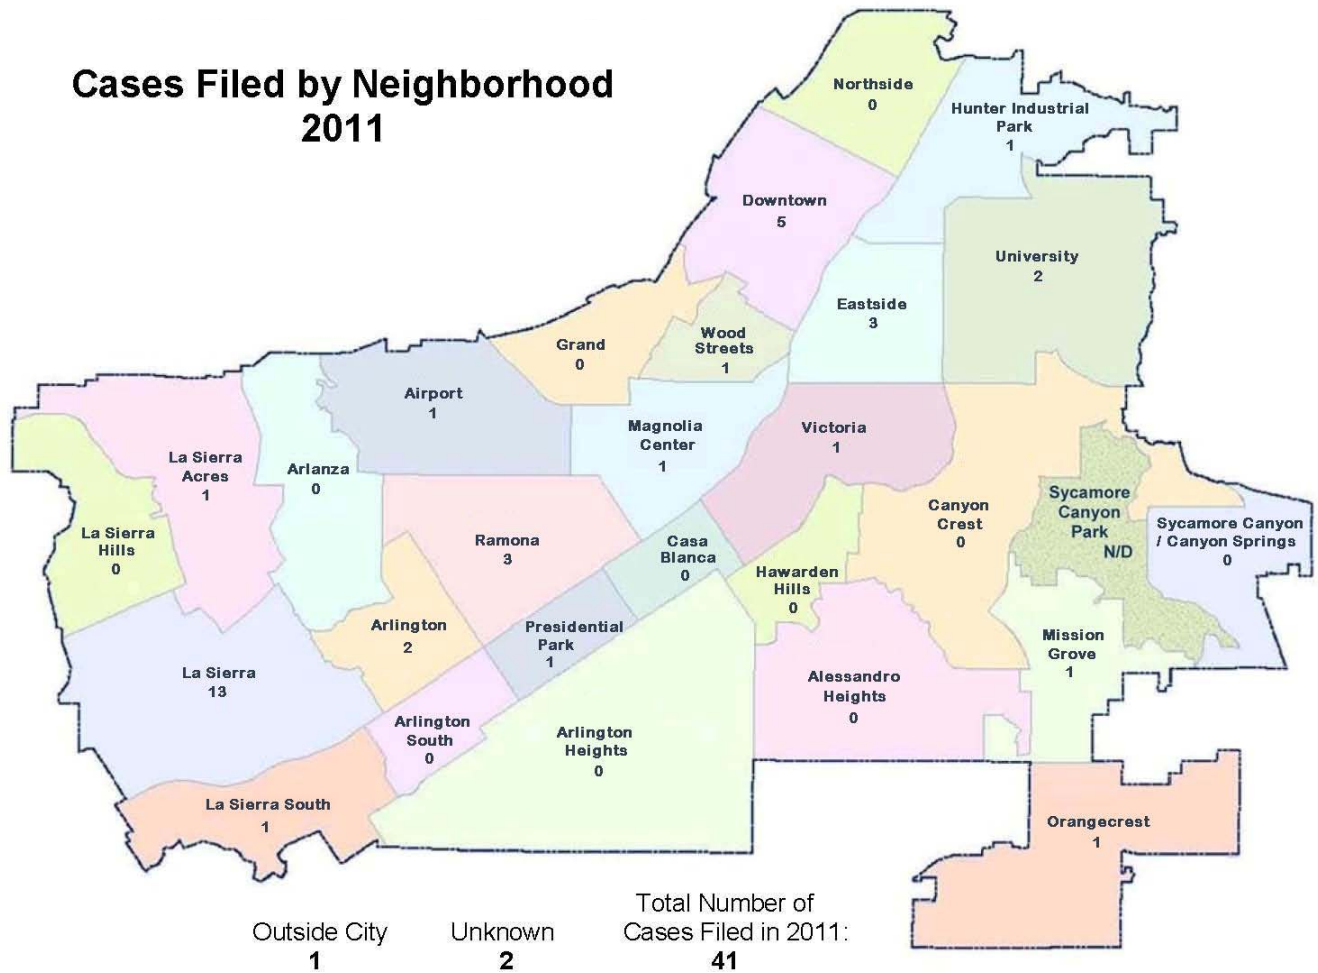 Cases Filed by Neighborhood
2011
Northside
0
Hunter Industrial
Park
1
Downtown
5
University
2
Eastside
3
Wood
Streets
1
Grand
0
Airport
1
Magnolia
Center
1
Victoria
1
La Sierra
Acres
1
Arlanza
0
La Sierra
Hills
0
Ramona
3
Casa
Blanca
0
Canyon
Crest
0
Sycamore
Canyon
Park
N/D
Sycamore Canyon
/ Canyon Springs
0
Hawarden
Hills
0
Arlington
2
Presidential
Park
1
Mission
Grove
1
La Sierra
13
Alessandro
Heights
0
Arlington
South
0
Arlington
Heights
0
La Sierra South
1
Orangecrest
1
Outside City
1
Unknown
2
Total Number of
Cases Filed in 2011:
41